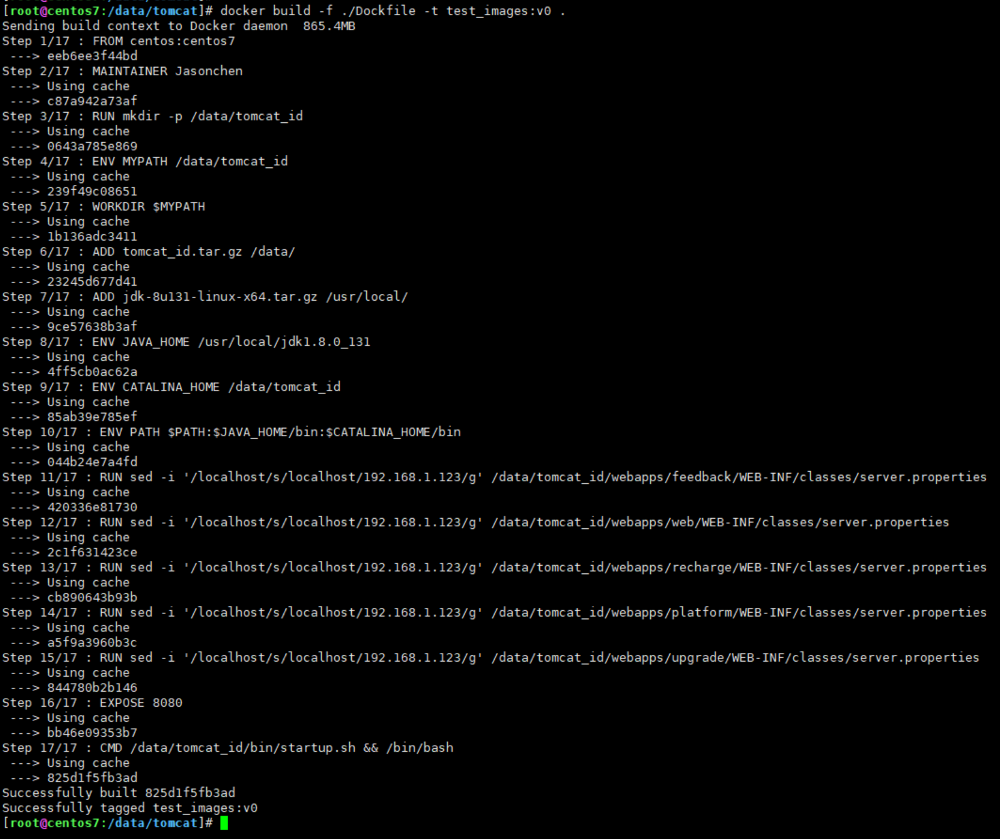 [root@centos7:/data/tomcat]# docker build -f ./Dockfile -t test_images:v0 .
Sending build context to Docker daemon  865.4MB
Step 1/17 : FROM centos:centos7
 ---> eeb6ee3f44bd
Step 2/17 : MAINTAINER Jasonchen
 ---> Using cache
 ---> c87a942a73af
Step 3/17 : RUN mkdir -p /data/tomcat_id
 ---> Using cache
 ---> 0643a785e869
Step 4/17 : ENV MYPATH /data/tomcat_id
 ---> Using cache
 ---> 239f49c08651
Step 5/17 : WORKDIR $MYPATH
 ---> Using cache
 ---> 1b136adc3411
Step 6/17 : ADD tomcat_id.tar.gz /data/
 ---> Using cache
 ---> 23245d677d41
Step 7/17 : ADD jdk-8u131-linux-x64.tar.gz /usr/local/
 ---> Using cache
 ---> 9ce57638b3af
Step 8/17 : ENV JAVA_HOME /usr/local/jdk1.8.0_131
 ---> Using cache
 ---> 4ff5cb0ac62a
Step 9/17 : ENV CATALINA_HOME /data/tomcat_id
 ---> Using cache
 ---> 85ab39e785ef
Step 10/17 : ENV PATH $PATH:$JAVA_HOME/bin:$CATALINA_HOME/bin
 ---> Using cache
 ---> 044b24e7a4fd
Step 11/17 : RUN sed -i '/localhost/s/localhost/192.168.1.123/g' /data/tomcat_id/webapps/feedback/WEB-INF/classes/server.properties
 ---> Using cache
 ---> 420336e81730
Step 12/17 : RUN sed -i '/localhost/s/localhost/192.168.1.123/g' /data/tomcat_id/webapps/web/WEB-INF/classes/server.properties
 ---> Using cache
 ---> 2c1f631423ce
Step 13/17 : RUN sed -i '/localhost/s/localhost/192.168.1.123/g' /data/tomcat_id/webapps/recharge/WEB-INF/classes/server.properties
 ---> Using cache
 ---> cb890643b93b
Step 14/17 : RUN sed -i '/localhost/s/localhost/192.168.1.123/g' /data/tomcat_id/webapps/platform/WEB-INF/classes/server.properties
 ---> Using cache
 ---> a5f9a3960b3c
Step 15/17 : RUN sed -i '/localhost/s/localhost/192.168.1.123/g' /data/tomcat_id/webapps/upgrade/WEB-INF/classes/server.properties
 ---> Using cache
 ---> 844780b2b146
Step 16/17 : EXPOSE 8080
 ---> Using cache
 ---> bb46e09353b7
Step 17/17 : CMD /data/tomcat_id/bin/startup.sh && /bin/bash
 ---> Using cache
 ---> 825d1f5fb3ad
Successfully built 825d1f5fb3ad
Successfully tagged test_images:v0
[root@centos7:/data/tomcat]#